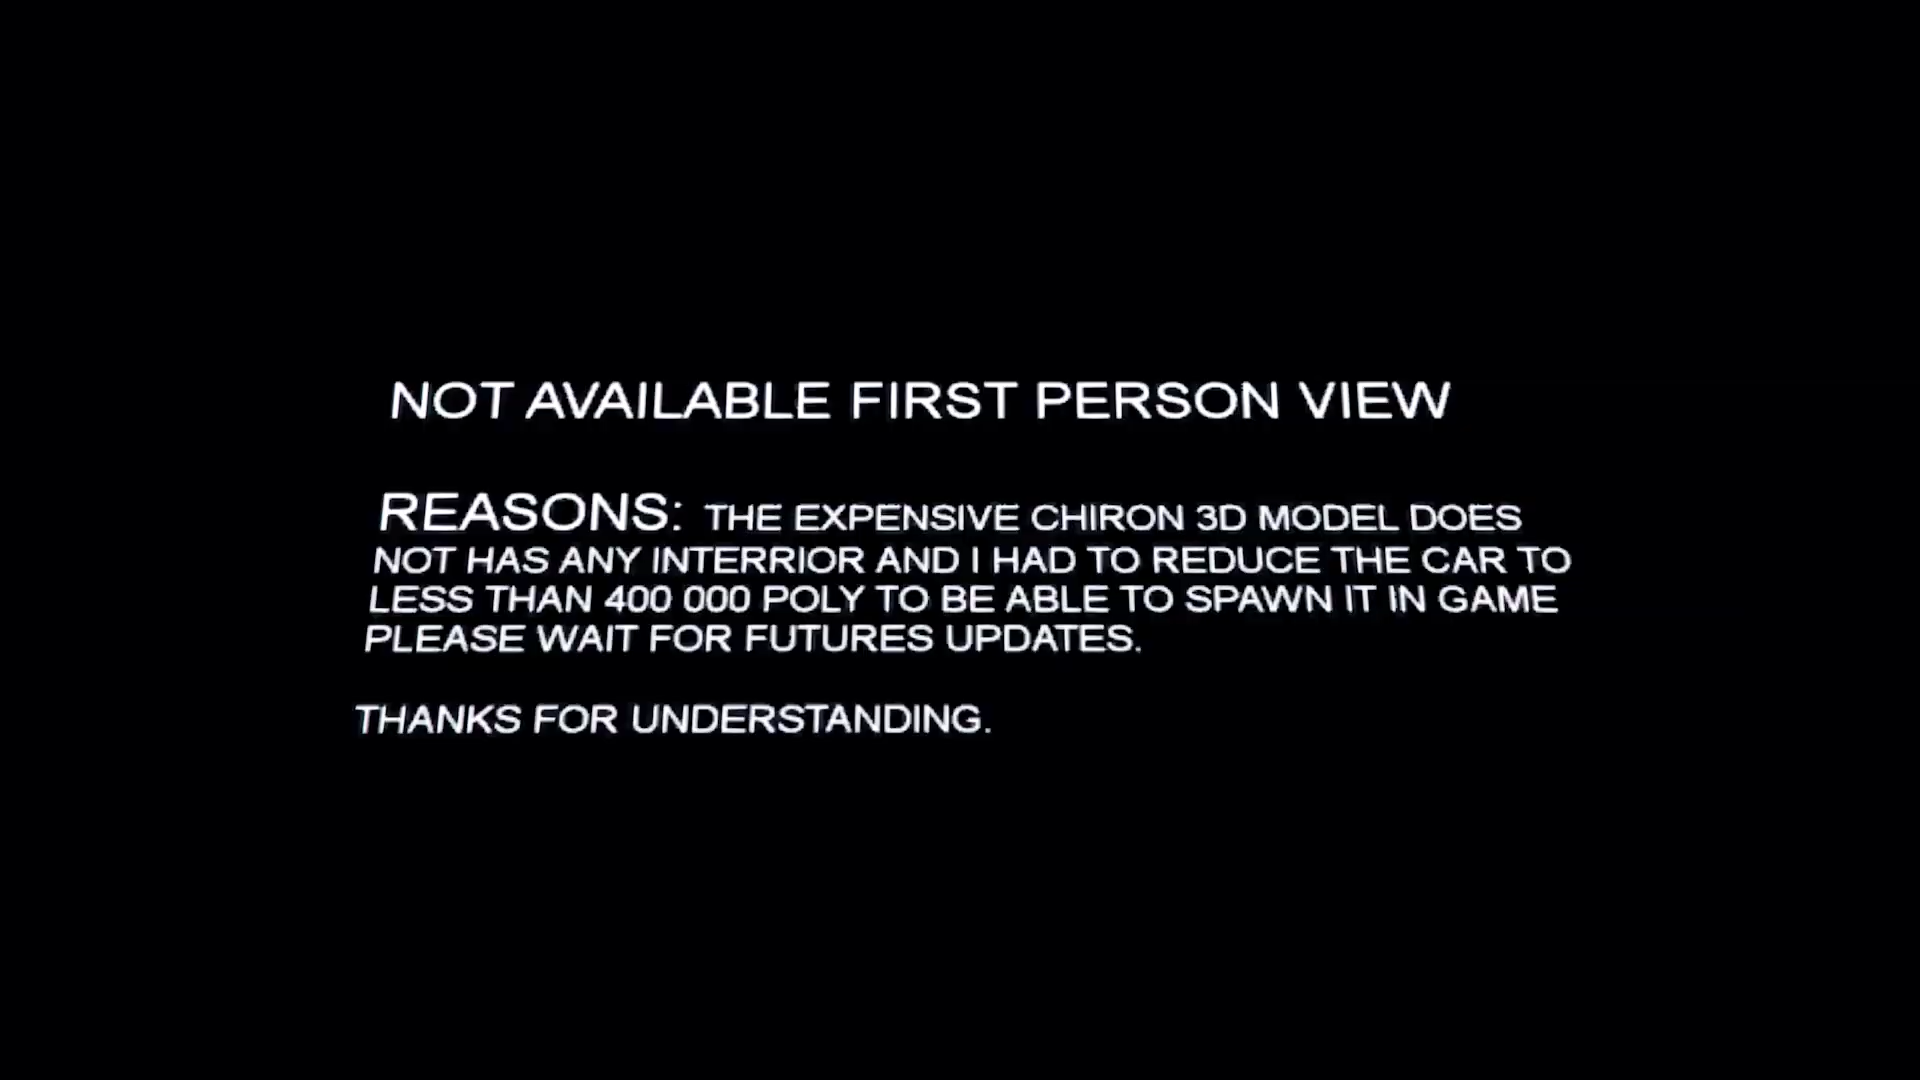 NOT AVAILABLE FIRST PERSON VIEW
REASONS: THE EXPENSIVE CHIRON 3D MODEL DOES
NOT HAS ANY INTERRIOR AND I HAD TO REDUCE THE CAR TO
LESS THAN 400 000 POLY TO BE ABLE TO SPAWN IT IN GAME
PLEASE WAIT FOR FUTURES UPDATES.
THANKS FOR UNDERSTANDING.